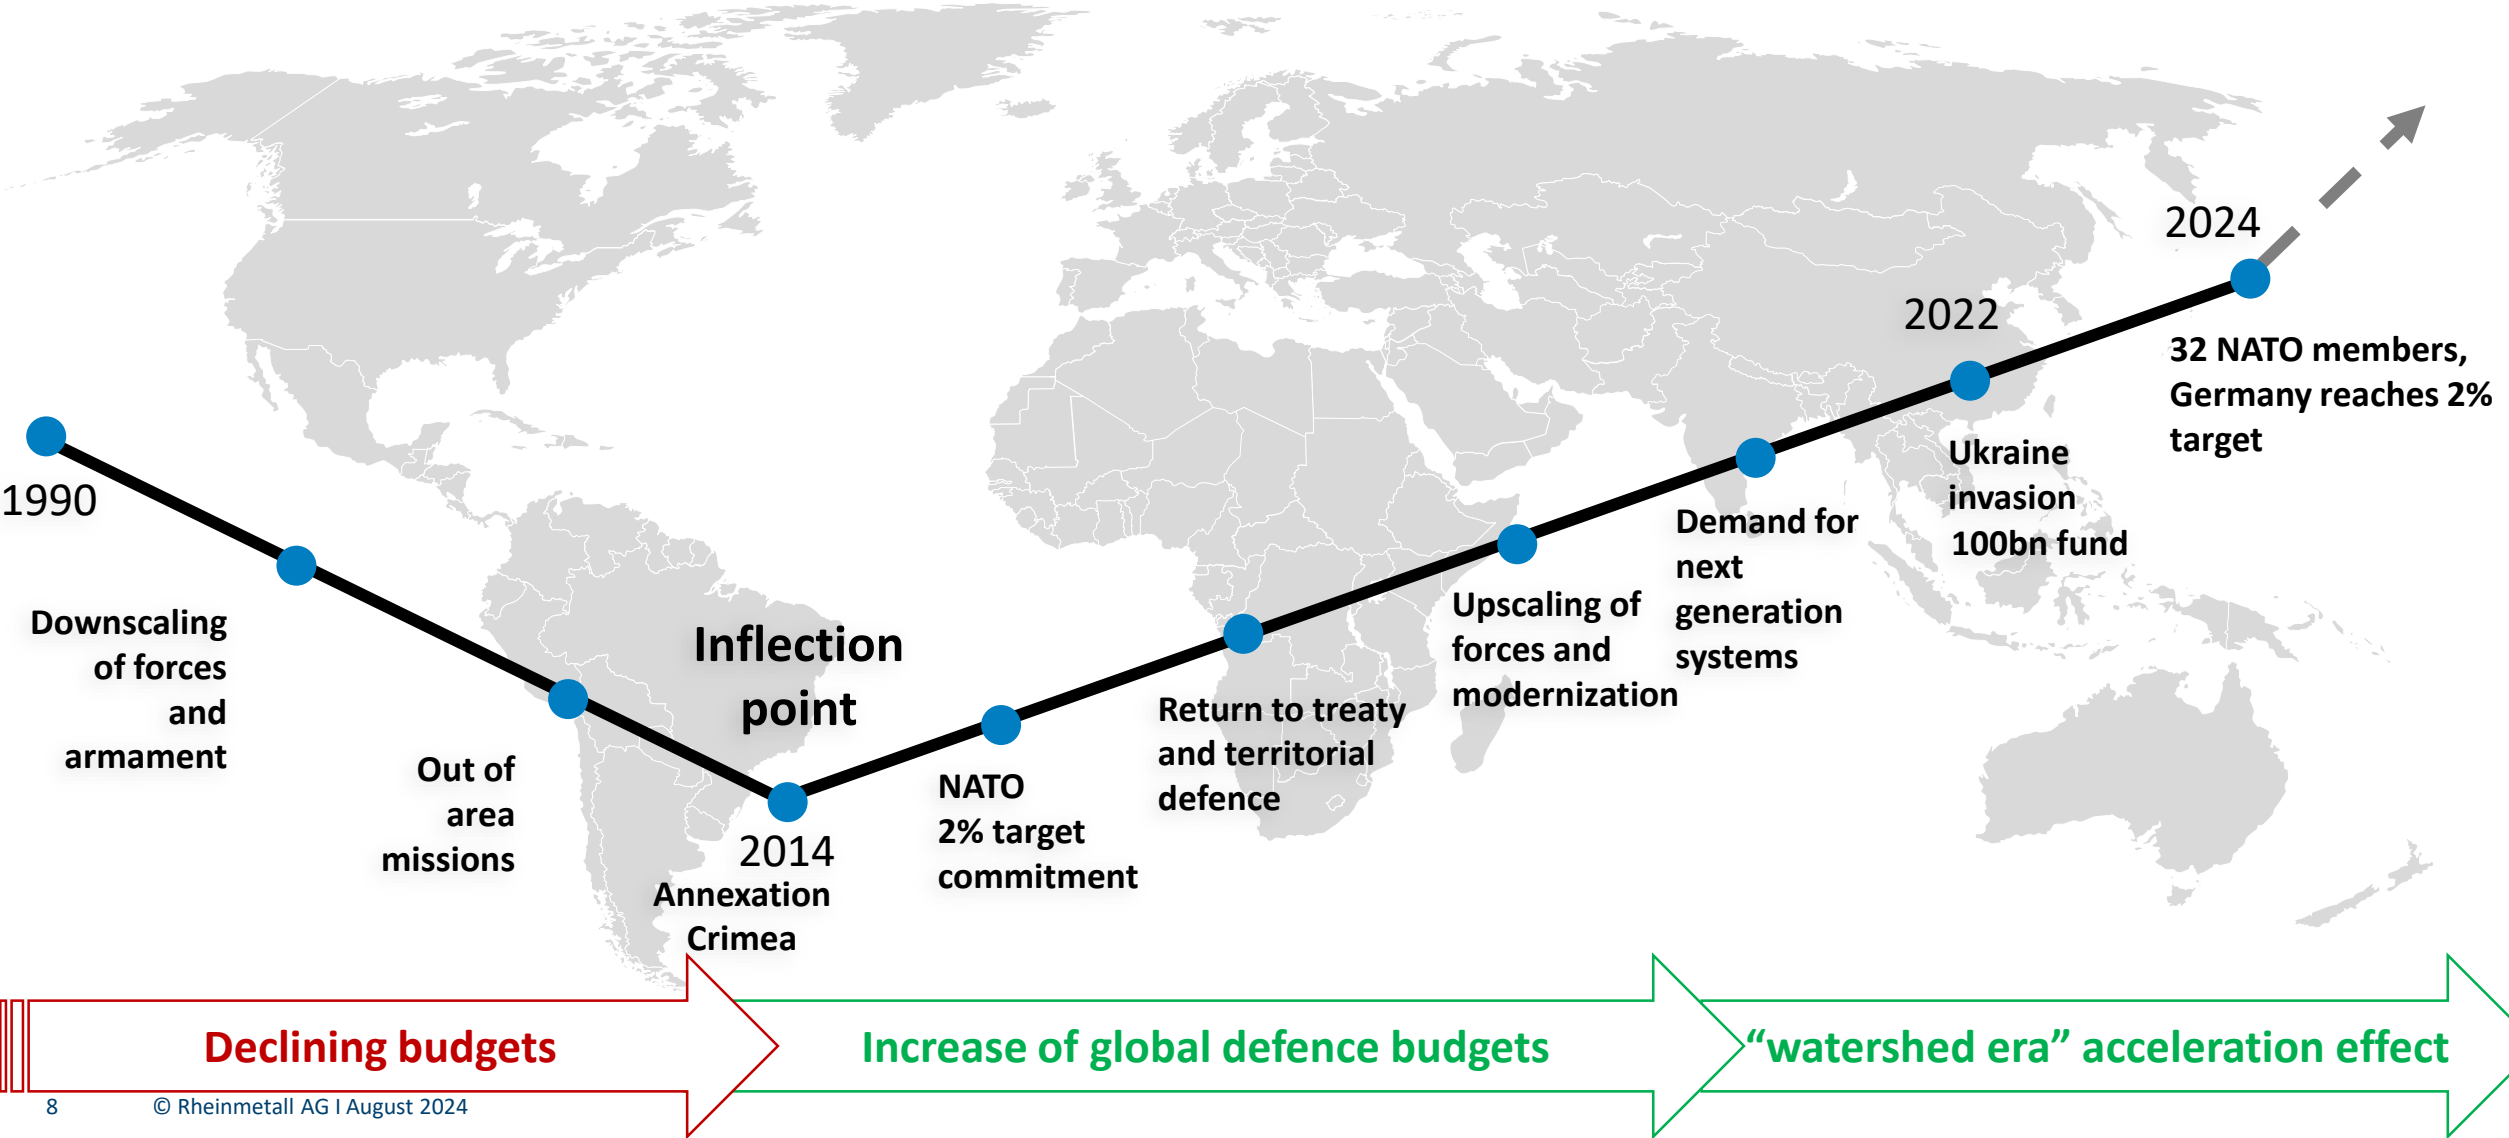 1990
Downscaling
of forces
and
armament
Out of
area
missions
Inflection
point
2014
Annexation
Crimea
NATO
2% target
commitment
Return to treaty
and territorial
defence
Upscaling of
forces and
modernization
Demand for
next
generation
systems
2022
Ukraine
invasion
100bn fund
2024
32 NATO members,
Germany reaches 2%
target
Declining budgets
Increase of global defence budgets
“watershed era” acceleration effect
8 © Rheinmetall AG I August 2024